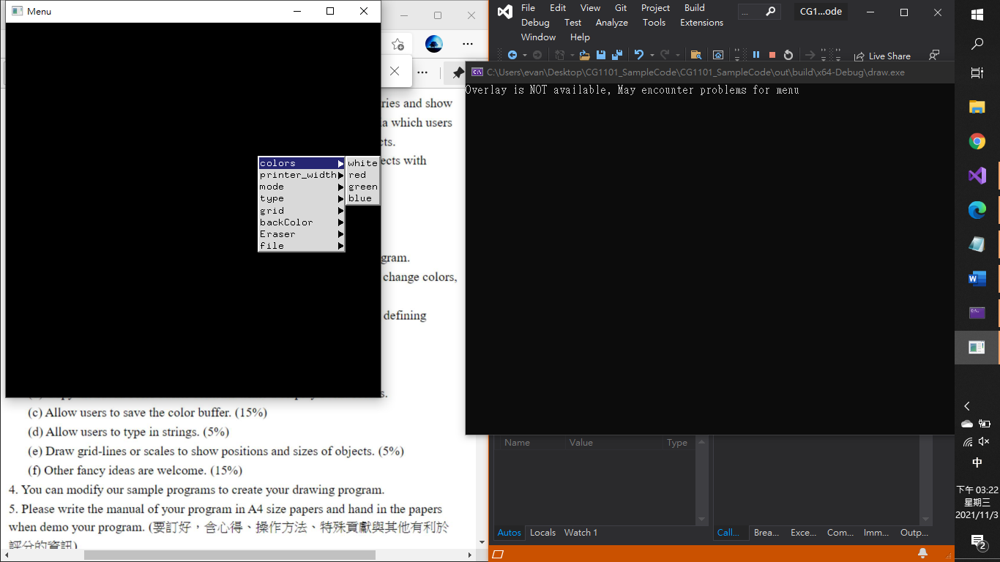 Menu
colors
printer_width
mode
type
grid
backColor
Eraser
file
white
red
green
blue
ries and show
a which users
cts.
ects with
gram.
change colors,
defining
s.
(c) Allow users to save the color buffer. (15%)
(d) Allow users to type in strings. (5%)
(e) Draw grid-lines or scales to show positions and sizes of objects. (5%)
(f) Other fancy ideas are welcome. (15%)
4. You can modify our sample programs to create your drawing program.
5. Please write the manual of your program in A4 size papers and hand in the papers
when demo your program. (要訂好，含心得、操作方法、特殊貢獻與其他有利於
評分的資訊)
File Edit View Git Project Build
Debug Test Analyze Tools Extensions
Window Help
...
CG1...ode
Live Share
C:\Users\evan\Desktop\CG1101_SampleCode\CG1101_SampleCode\out\build\x64-Debug\draw.exe
Overlay is NOT available, May encounter problems for menu
Name Value Type
Autos Locals Watch 1
Call... Brea... Exce... Com... Imm... Outp...
中
下午 03:22
星期三
2021/11/3
2